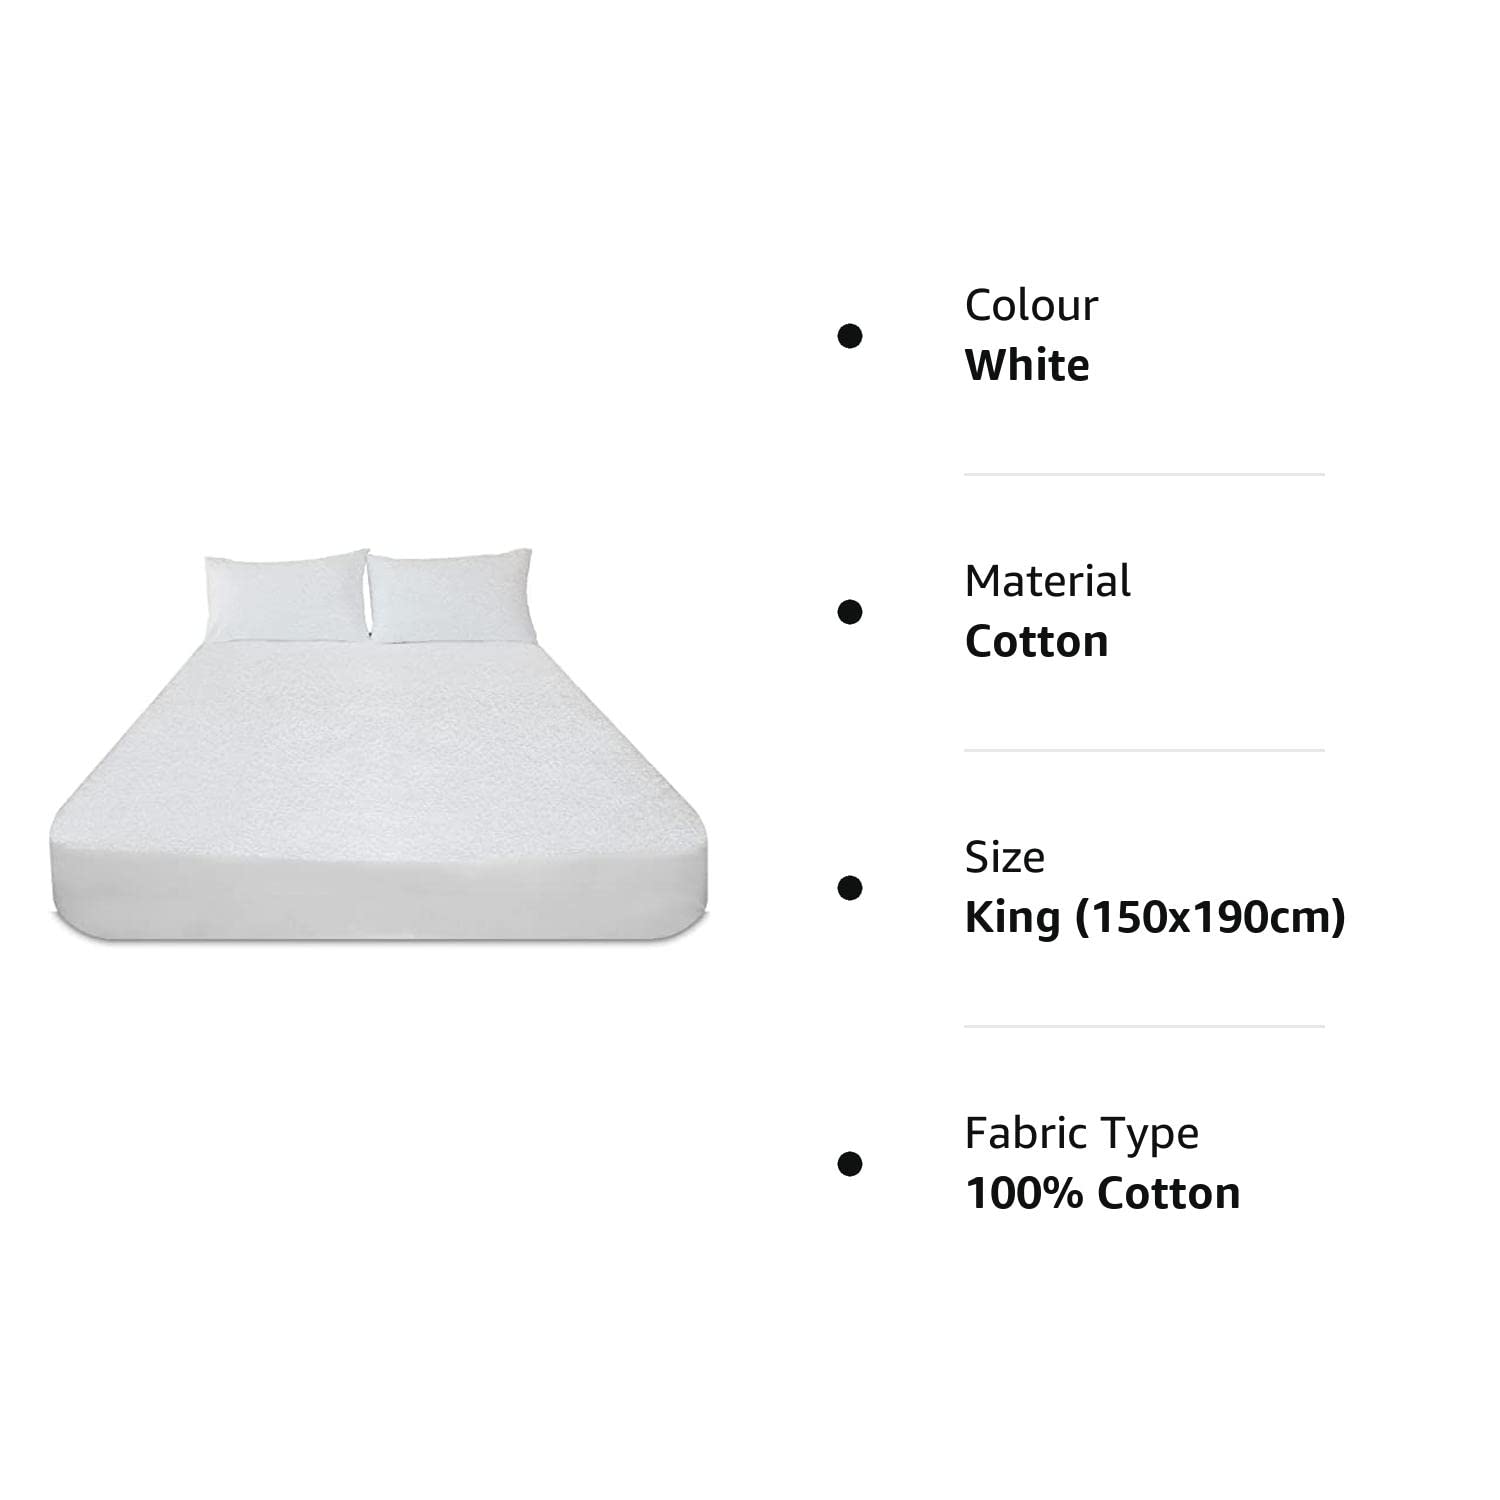 Colour
White
Material
Cotton
Size
King (150x190cm)
Fabric Type
100% Cotton